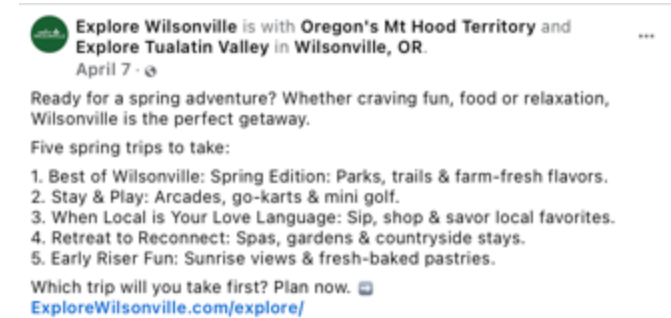 Explore Wilsonville is with Oregon's Mt Hood Territory and
Explore Tualatin Valley in Wilsonville, OR.
April 7 ·
Ready for a spring adventure? Whether craving fun, food or relaxation,
Wilsonville is the perfect getaway.
Five spring trips to take:
1. Best of Wilsonville: Spring Edition: Parks, trails & farm-fresh flavors.
2. Stay & Play: Arcades, go-karts & mini golf.
3. When Local is Your Love Language: Sip, shop & savor local favorites.
4. Retreat to Reconnect: Spas, gardens & countryside stays.
5. Early Riser Fun: Sunrise views & fresh-baked pastries.
Which trip will you take first? Plan now. ➡️
ExploreWilsonville.com/explore/